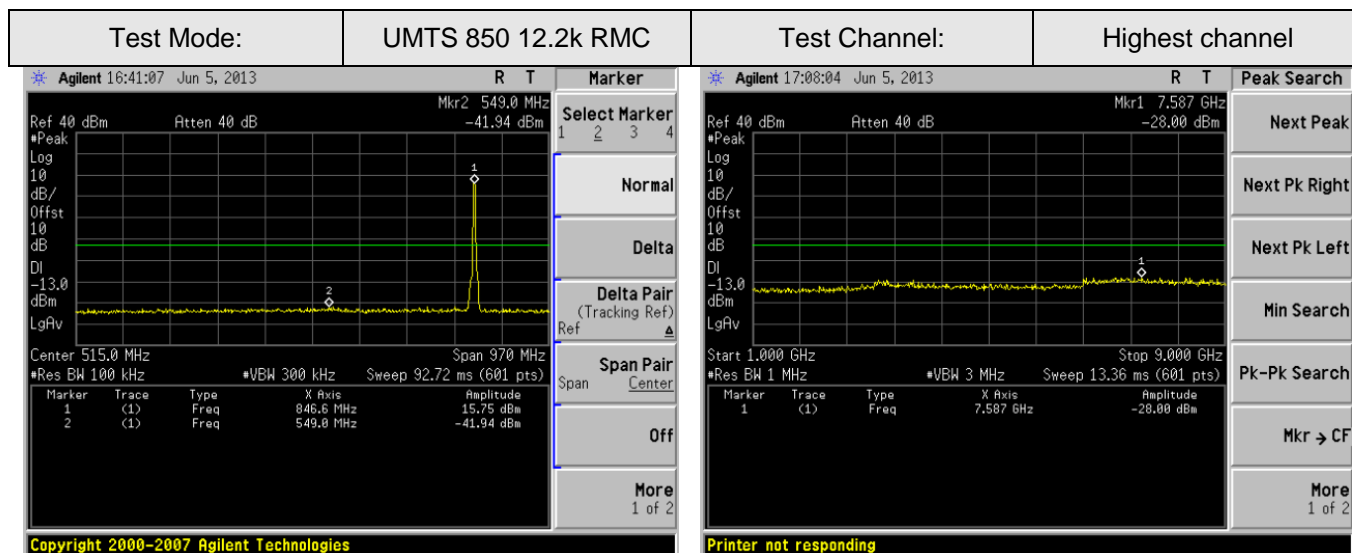 Test Mode: UMTS 850 12.2k RMC Test Channel: Highest channel
Agilent 16:41:07 Jun 5, 2013 R T Marker
Mkr2 549.0 MHz
Ref 40 dBm Atten 40 dB -41.94 dBm
#Peak
Log
10
dB/
Offst
10
dB
DI
-13.0
dBm
LgAv
1
2
Center 515.0 MHz Span 970 MHz
#Res BW 100 kHz #VBW 300 kHz Sweep 92.72 ms (601 pts)
Marker Trace Type X Axis Amplitude
1 (1) Freq 846.6 MHz 15.75 dBm
2 (1) Freq 549.0 MHz -41.94 dBm
Select Marker
1 2 3 4
Normal
Delta
Delta Pair
(Tracking Ref)
Ref Δ
Span Pair
Span Center
Off
More
1 of 2
Copyright 2000-2007 Agilent Technologies
Agilent 17:08:04 Jun 5, 2013 R T Peak Search
Mkr1 7.587 GHz
Ref 40 dBm Atten 40 dB -28.00 dBm
#Peak
Log
10
dB/
Offst
10
dB
DI
-13.0
dBm
LgAv
1
Start 1.000 GHz Stop 9.000 GHz
#Res BW 1 MHz #VBW 3 MHz Sweep 13.36 ms (601 pts)
Marker Trace Type X Axis Amplitude
1 (1) Freq 7.587 GHz -28.00 dBm
Next Peak
Next Pk Right
Next Pk Left
Min Search
Pk-Pk Search
Mkr → CF
More
1 of 2
Printer not responding